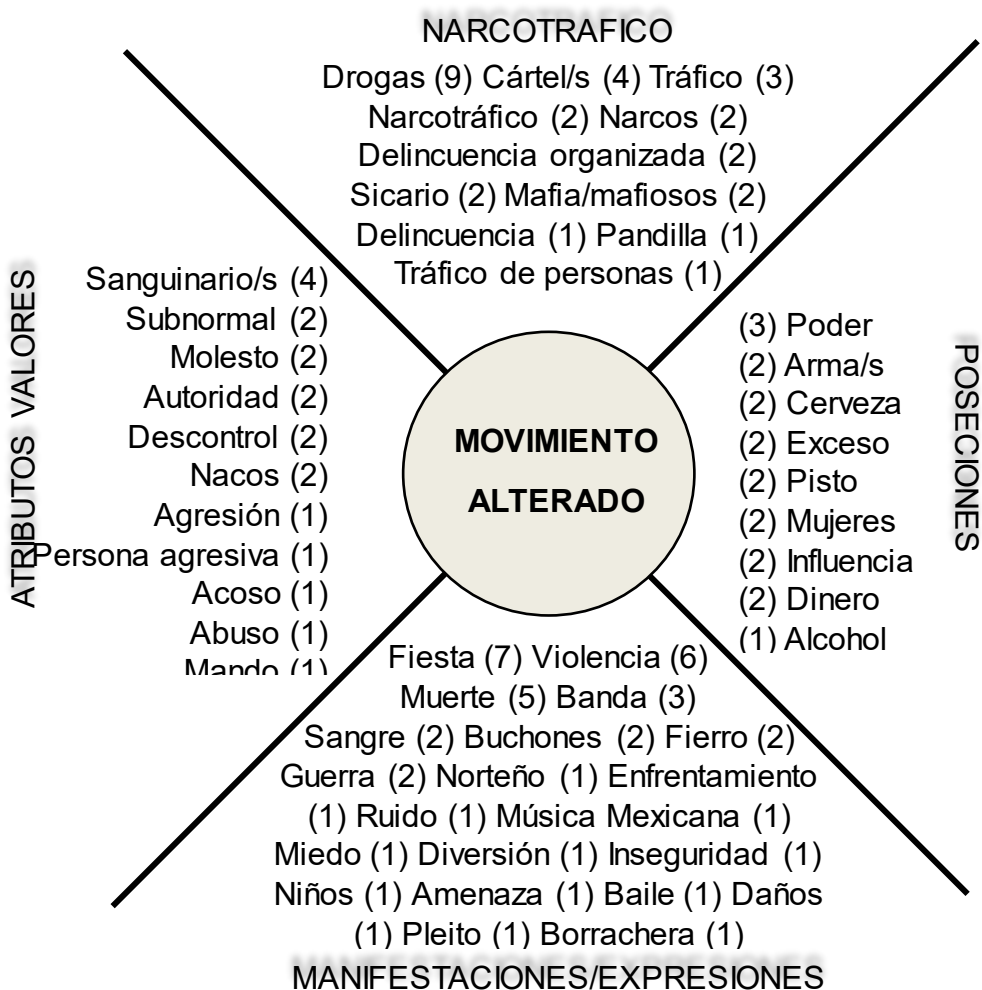 NARCOTRAFICO
Drogas (9) Cártel/s (4) Tráfico (3)
Narcotráfico (2) Narcos (2)
Delincuencia organizada (2)
Sicario (2) Mafia/mafiosos (2)
Delincuencia (1) Pandilla (1)
Tráfico de personas (1)
ATRIBUTOS VALORES
Sanguinario/s (4)
Subnormal (2)
Molesto (2)
Autoridad (2)
Descontrol (2)
Nacos (2)
Agresión (1)
Persona agresiva (1)
Acoso (1)
Abuso (1)
Mando (1)
MOVIMIENTO
ALTERADO
(3) Poder
(2) Arma/s
(2) Cerveza
(2) Exceso
(2) Pisto
(2) Mujeres
(2) Influencia
(2) Dinero
(1) Alcohol
POSECIONES
Fiesta (7) Violencia (6)
Muerte (5) Banda (3)
Sangre (2) Buchones (2) Fierro (2)
Guerra (2) Norteño (1) Enfrentamiento
(1) Ruido (1) Música Mexicana (1)
Miedo (1) Diversión (1) Inseguridad (1)
Niños (1) Amenaza (1) Baile (1) Daños
(1) Pleito (1) Borrachera (1)
MANIFESTACIONES/EXPRESIONES